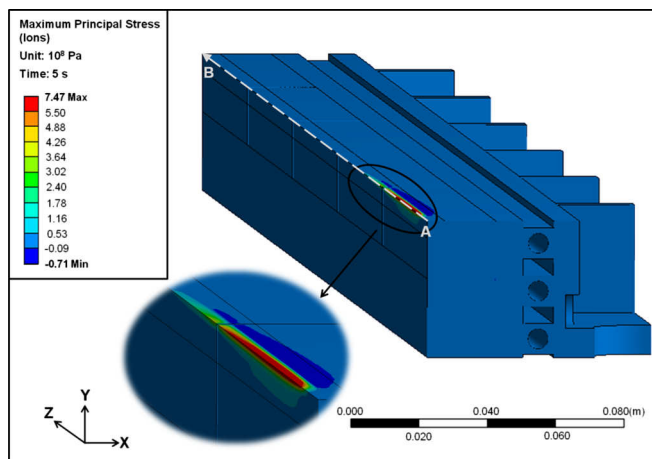 Maximum Principal Stress
(Ions)
Unit: 10⁸ Pa
Time: 5 s
7.47 Max
5.50
4.88
4.26
3.64
3.02
2.40
1.78
1.16
0.53
-0.09
-0.71 Min
B
A
Y
Z
X
0.000 0.040 0.080(m)
0.020 0.060